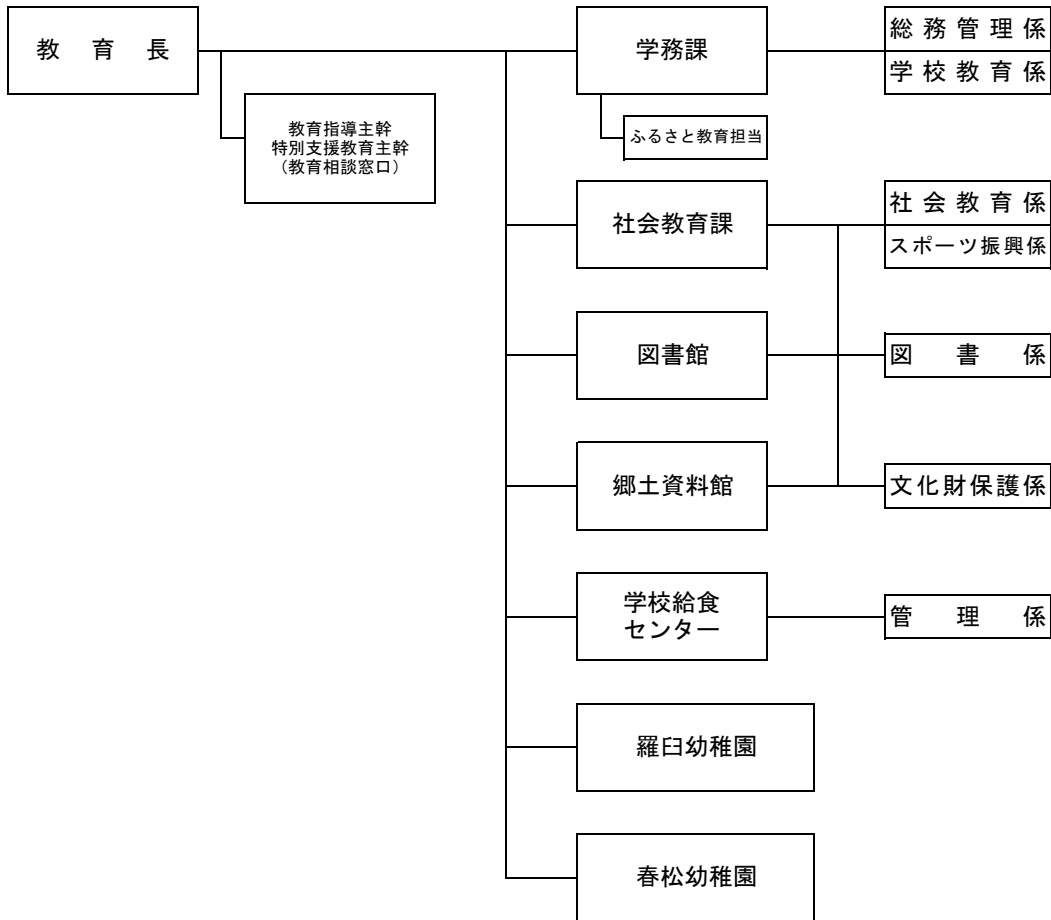 教育長
学務課
総務管理係
学校教育係
教育指導主幹
特別支援教育主幹
（教育相談窓口）
ふるさと教育担当
社会教育課
社会教育係
スポーツ振興係
図書館
図書係
郷土資料館
文化財保護係
学校給食
センター
管理係
羅臼幼稚園
春松幼稚園